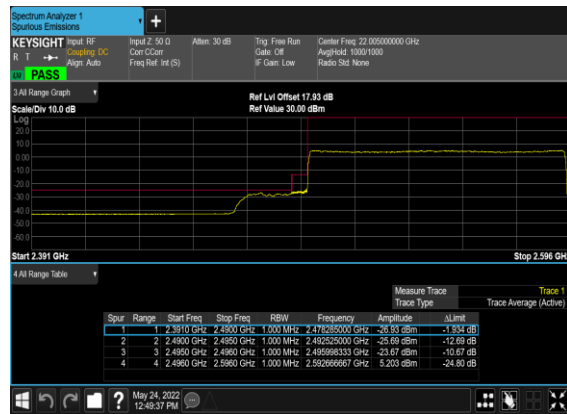 Spectrum Analyzer 1
Spurious Emissions
KEYSIGHT Input: RF Input Z: 50 Ω Atten: 30 dB Trig: Free Run Center Freq: 22.005000000 GHz
R T Coupling: DC Corr CCorr Gate: Off Avg|Hold: 1000/1000
Align: Auto Freq Ref: Int (S) IF Gain: Low Radio Std: None
PASS
3 All Range Graph
Ref Lvl Offset 17.93 dB
Scale/Div 10.0 dB Ref Value 30.00 dBm
Log
20.0
10.0
0.00
-10.0
-20.0
-30.0
-40.0
-50.0
-60.0
Start 2.391 GHz Stop 2.596 GH
4 All Range Table
Measure Trace Trace 1
Trace Type Trace Average (Active)
Spur Range Start Freq Stop Freq RBW Frequency Amplitude ΔLimit
1 1 2.3910 GHz 2.4900 GHz 1.000 MHz 2.478285000 GHz -26.93 dBm -1.934 dB
2 2 2.4900 GHz 2.4950 GHz 1.000 MHz 2.492525000 GHz -25.69 dBm -12.69 dB
3 3 2.4950 GHz 2.4960 GHz 1.000 MHz 2.495998333 GHz -23.67 dBm -10.67 dB
4 4 2.4960 GHz 2.5960 GHz 1.000 MHz 2.592666667 GHz 5.203 dBm -24.80 dB
May 24, 2022
12:49:37 PM